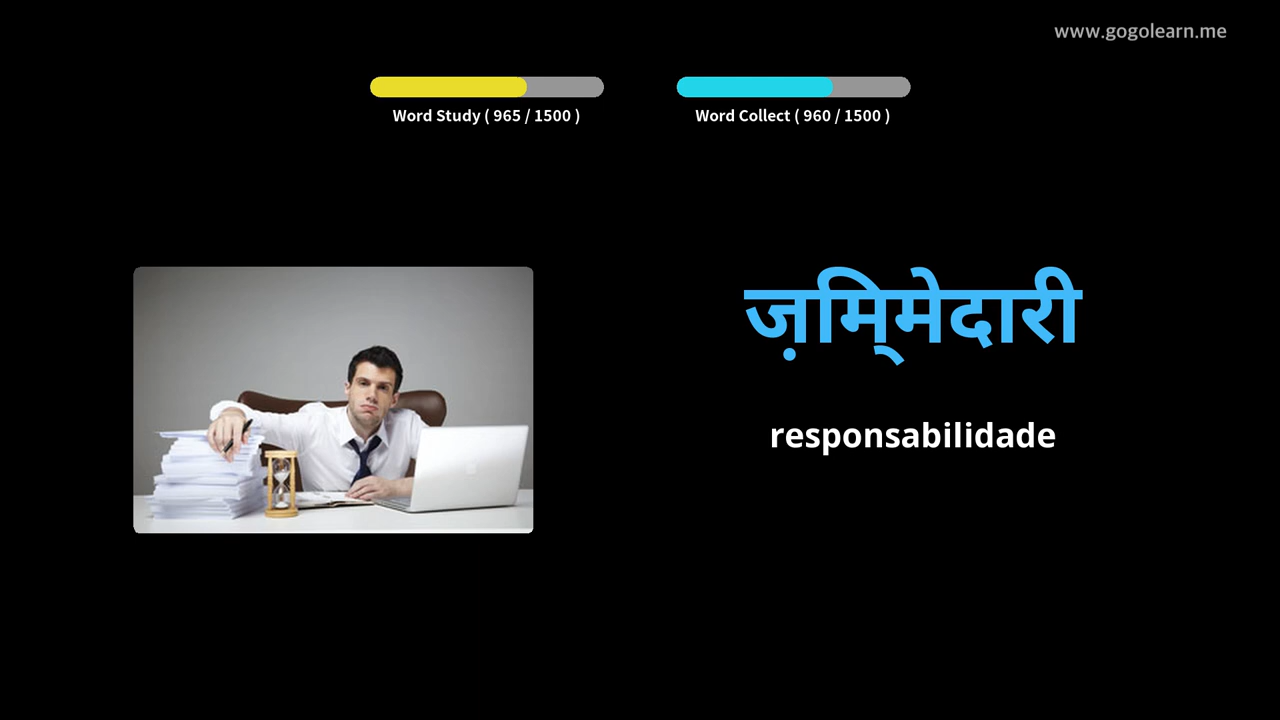 www.gogolearn.me
Word Study ( 965 / 1500 )
Word Collect ( 960 / 1500 )
ज़िम्मेदारी
responsabilidade